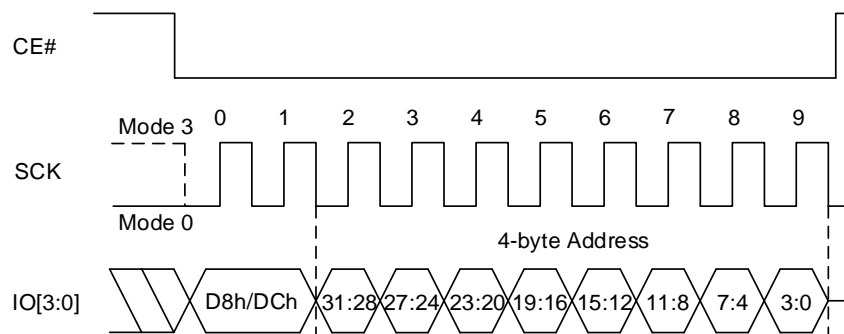 CE#
Mode 3
0 1 2 3 4 5 6 7 8 9
SCK
Mode 0
4-byte Address
IO[3:0]
D8h/DCh 31:28 27:24 23:20 19:16 15:12 11:8 7:4 3:0